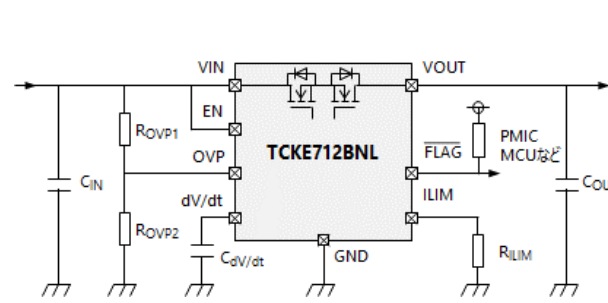 VIN
VOUT
EN
ROVP1
TCKE712BNL
FLAG
PMIC
MCUなど
OVP
CIN
dV/dt
ILIM
COU
ROVP2
CdV/dt
GND
RILIM